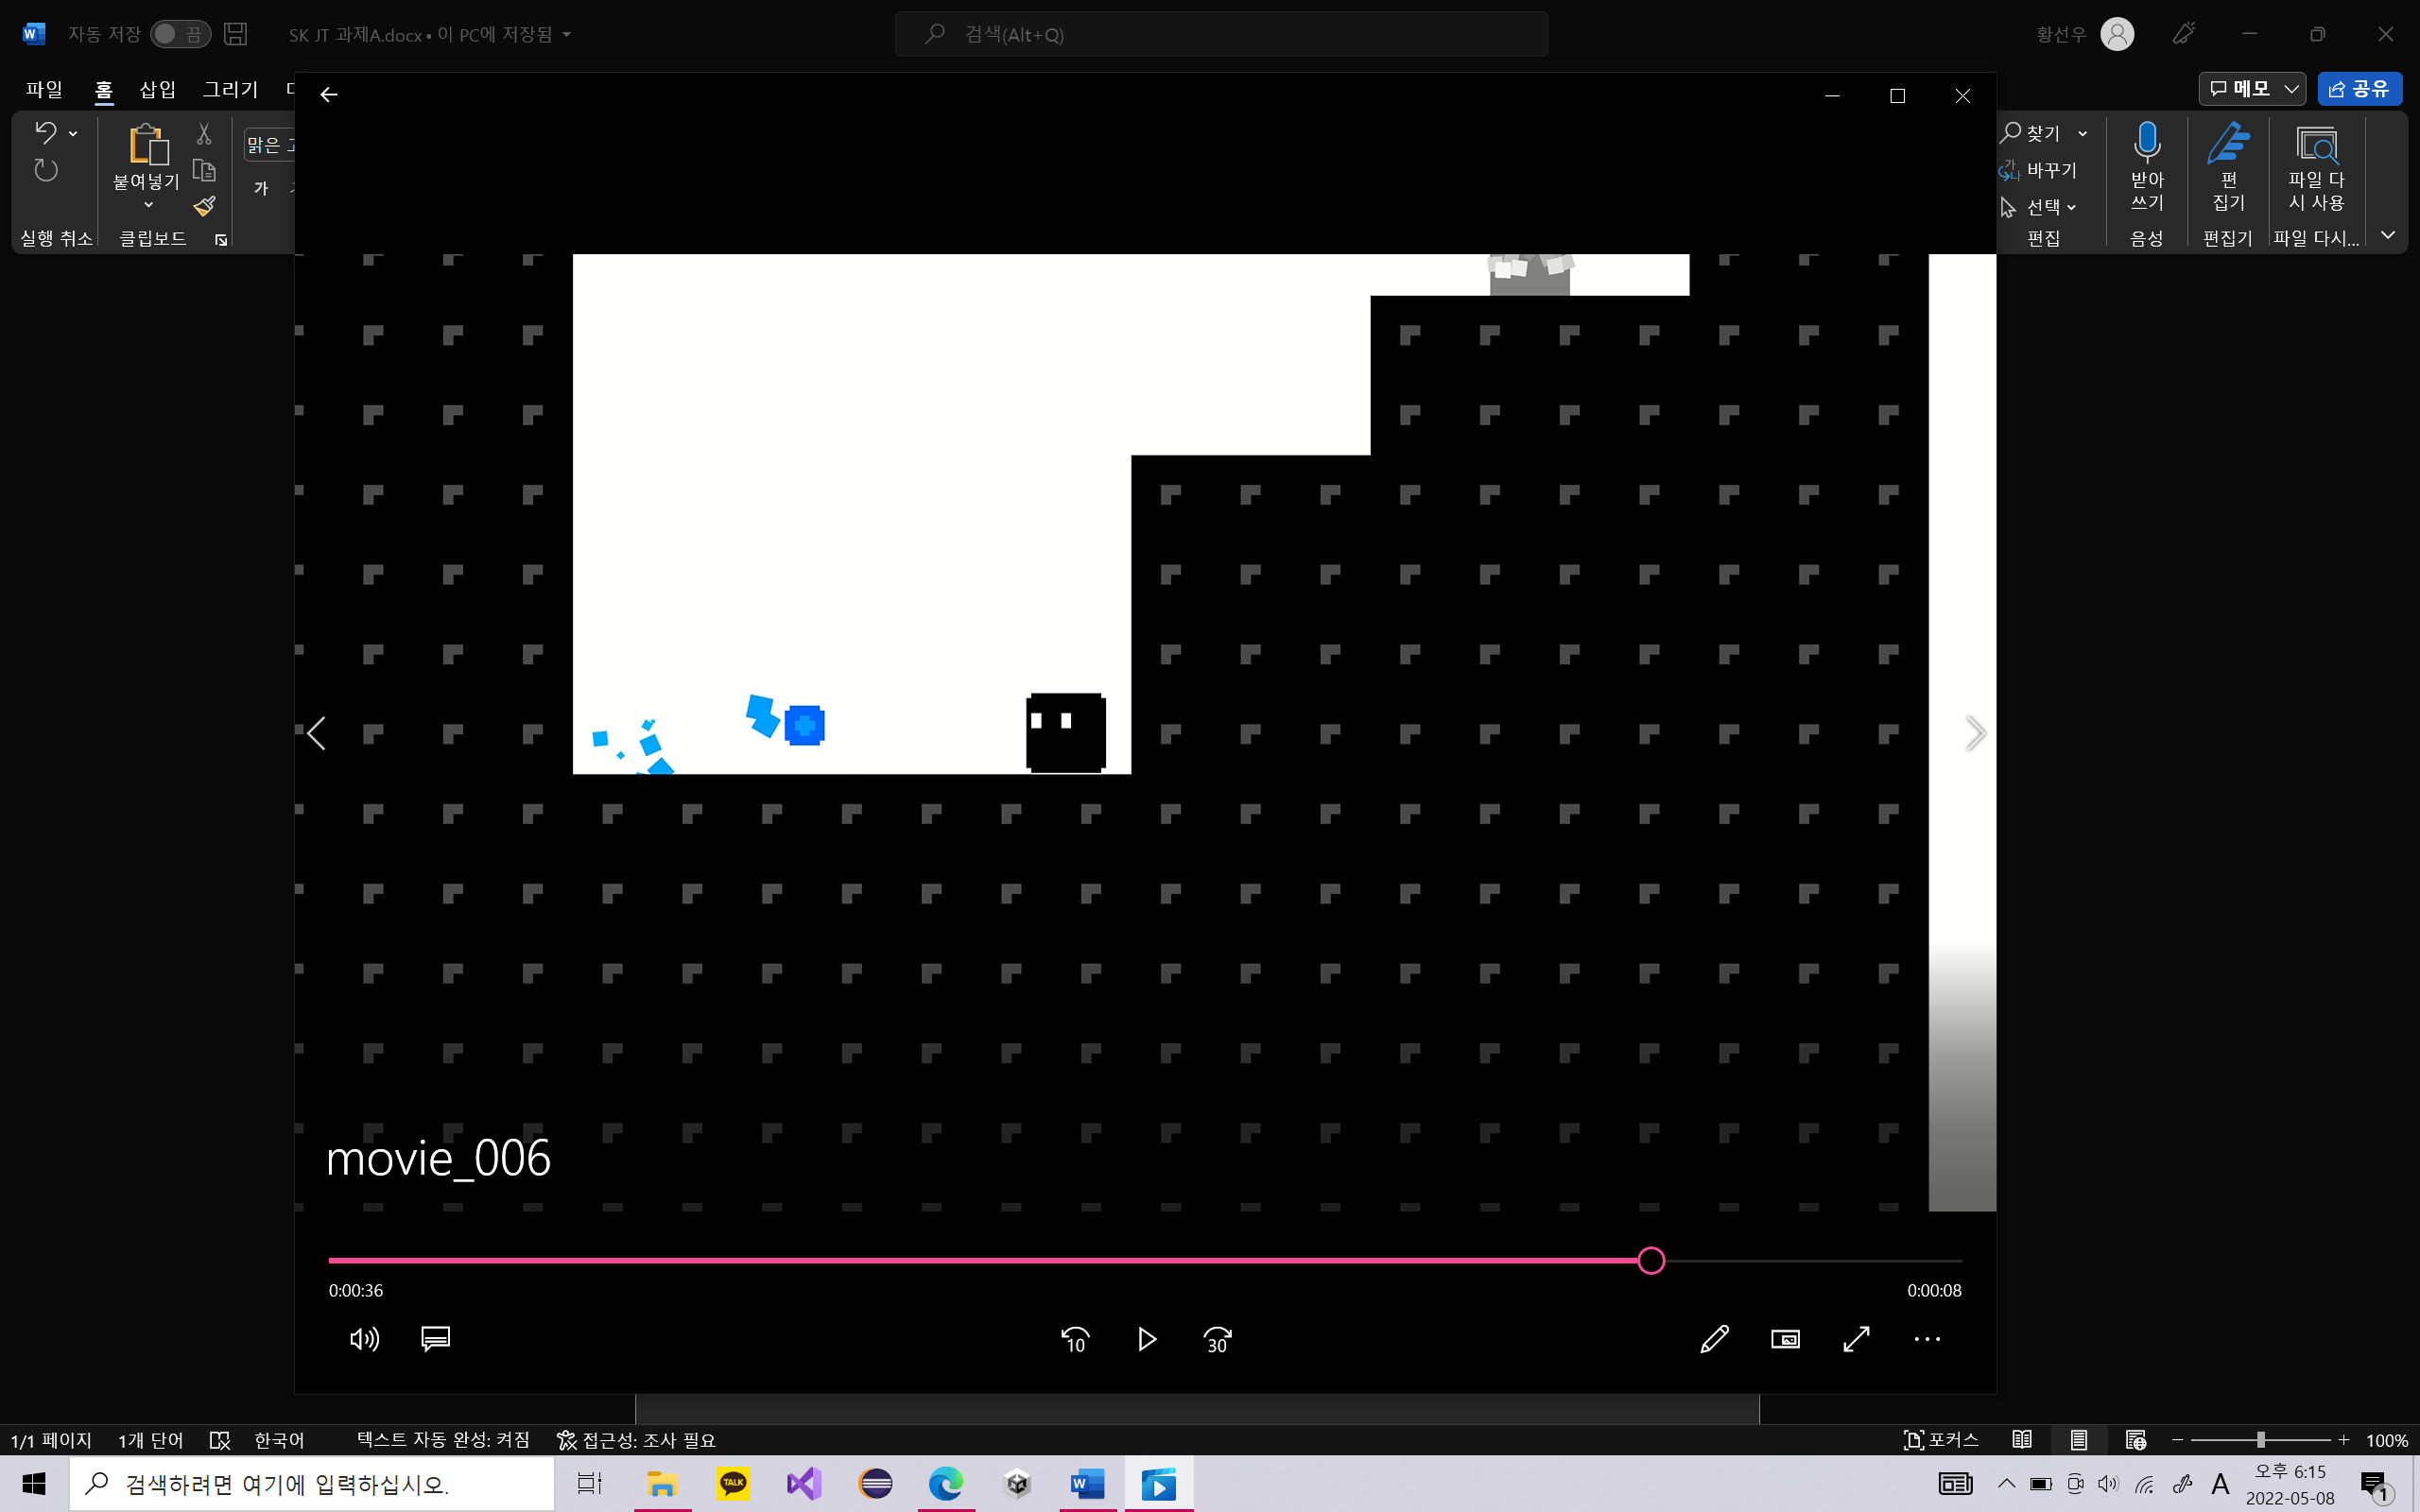 자동 저장 끔 SK JT 과제A.docx • 이 PC에 저장됨 검색(Alt+Q) 황선우
파일 홈 삽입 그리기 메모 공유
맑은 고
붙여넣기
가
실행 취소 클립보드
찾기
바꾸기
선택
편집
받아
쓰기
음성
편
집기
편집기
파일 다
시 사용
파일 다시...
movie_006
0:00:36 0:00:08
10 30
1/1 페이지 1개 단어 한국어 텍스트 자동 완성: 켜짐 접근성: 조사 필요 포커스 100%
검색하려면 여기에 입력하십시오. TALK A 오후 6:15
2022-05-08 1